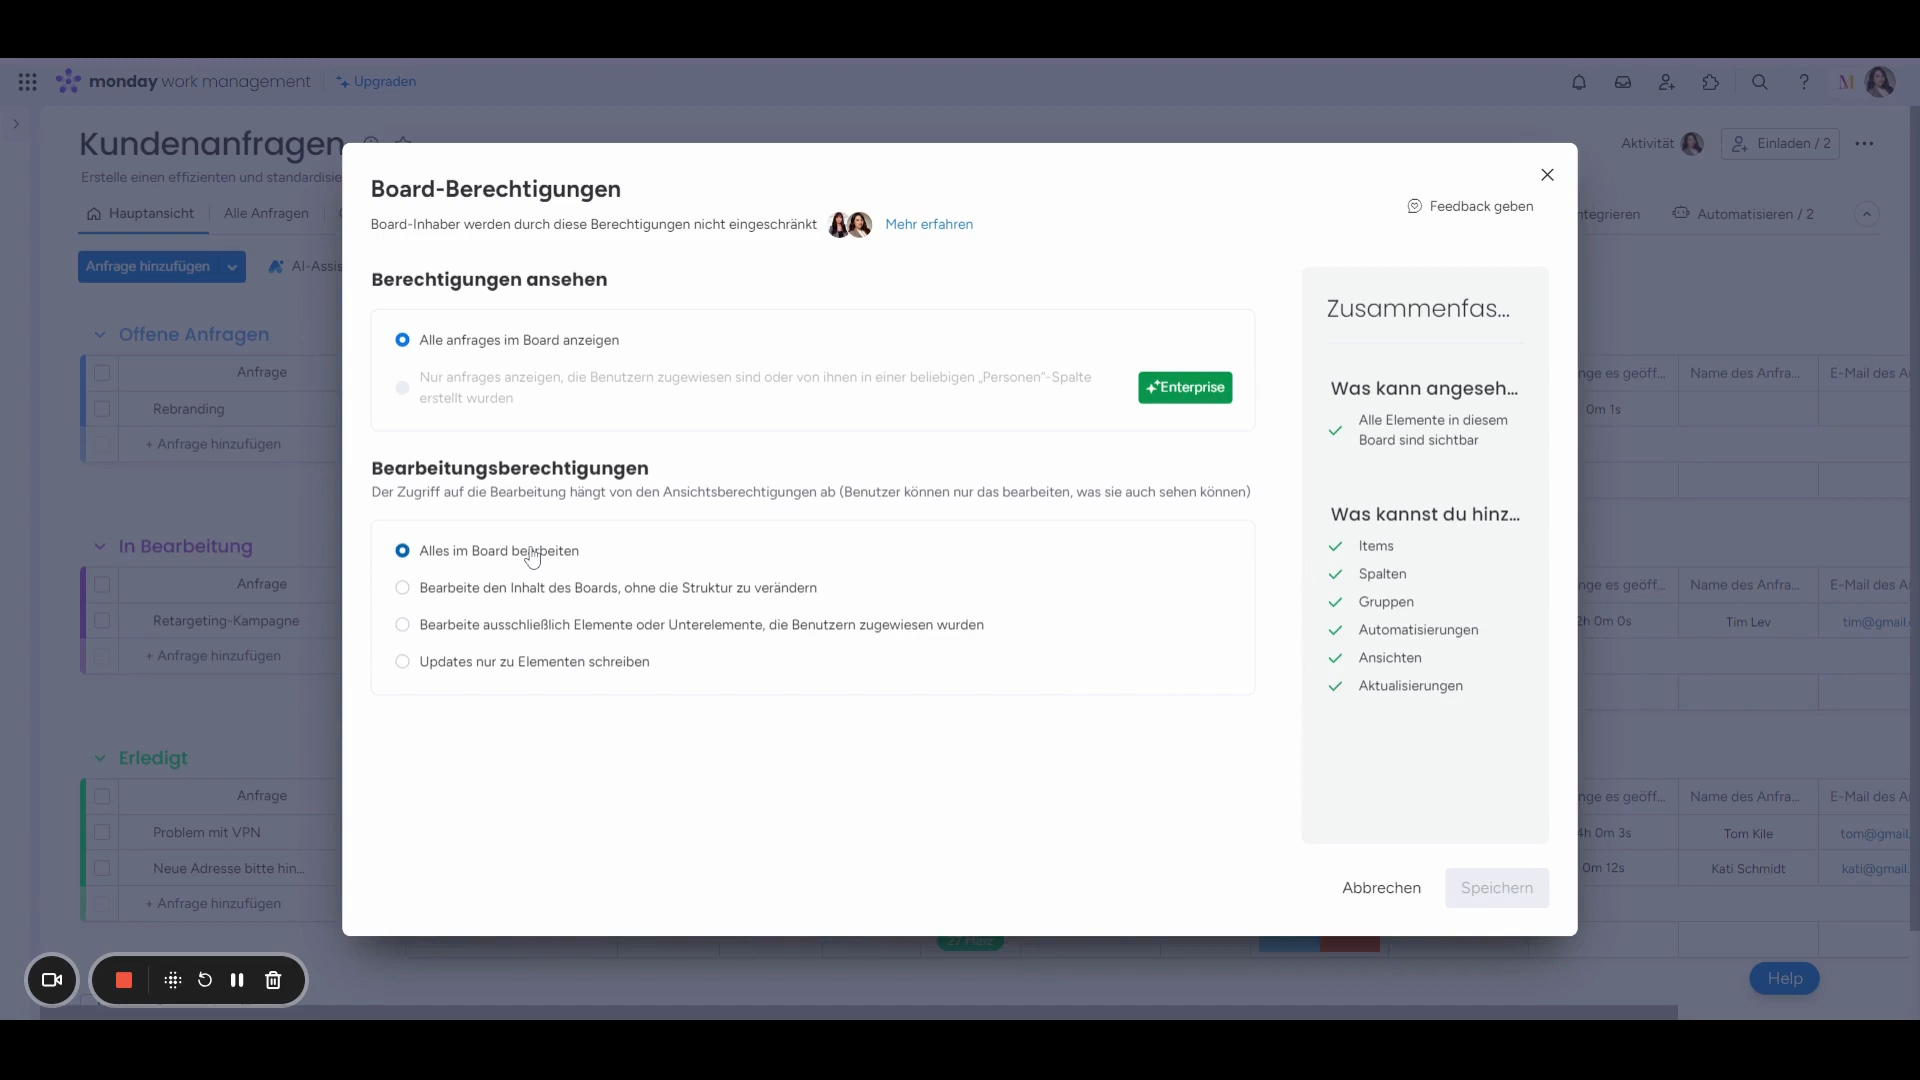 monday work management
Upgraden
M
Kundenanfragen
Erstelle einen effizienten und standardisie
Aktivität
Einladen / 2
Hauptansicht
Alle Anfragen
ntegrieren
Automatisieren / 2
Anfrage hinzufügen
AI-Assis
Board-Berechtigungen
Board-Inhaber werden durch diese Berechtigungen nicht eingeschränkt
Mehr erfahren
Feedback geben
Berechtigungen ansehen
Alle anfrages im Board anzeigen
Nur anfrages anzeigen, die Benutzern zugewiesen sind oder von ihnen in einer beliebigen „Personen"-Spalte
erstellt wurden
Enterprise
Bearbeitungsberechtigungen
Der Zugriff auf die Bearbeitung hängt von den Ansichtsberechtigungen ab (Benutzer können nur das bearbeiten, was sie auch sehen können)
Alles im Board bearbeiten
Bearbeite den Inhalt des Boards, ohne die Struktur zu verändern
Bearbeite ausschließlich Elemente oder Unterelemente, die Benutzern zugewiesen wurden
Updates nur zu Elementen schreiben
Zusammenfas...
Was kann angeseh...
Alle Elemente in diesem
Board sind sichtbar
Was kannst du hinz...
Items
Spalten
Gruppen
Automatisierungen
Ansichten
Aktualisierungen
Abbrechen
Speichern
Offene Anfragen
Anfrage
nge es geöff...
Name des Anfra...
E-Mail des A
Rebranding
0m 1s
+ Anfrage hinzufügen
In Bearbeitung
Anfrage
nge es geöff...
Name des Anfra...
E-Mail des A
Retargeting-Kampagne
2h 0m 0s
Tim Lev
tim@gmail.
+ Anfrage hinzufügen
Erledigt
Anfrage
nge es geöff...
Name des Anfra...
E-Mail des A
Problem mit VPN
4h 0m 3s
Tom Kile
tom@gmail.
Neue Adresse bitte hin...
0m 12s
Kati Schmidt
kati@gmail.
+ Anfrage hinzufügen
27 März
Help